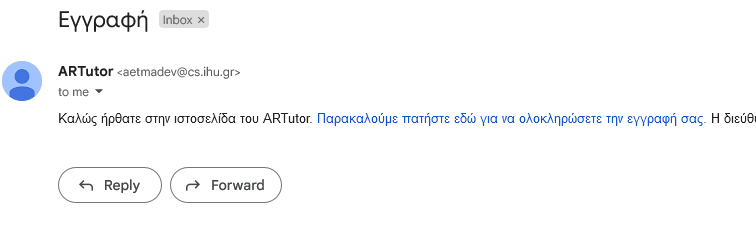 Εγγραφή Inbox ×
ARTutor <aetmadev@cs.ihu.gr>
to me
Καλώς ήρθατε στην ιστοσελίδα του ARTutor. Παρακαλούμε πατήστε εδώ για να ολοκληρώσετε την εγγραφή σας. Η
Reply Forward